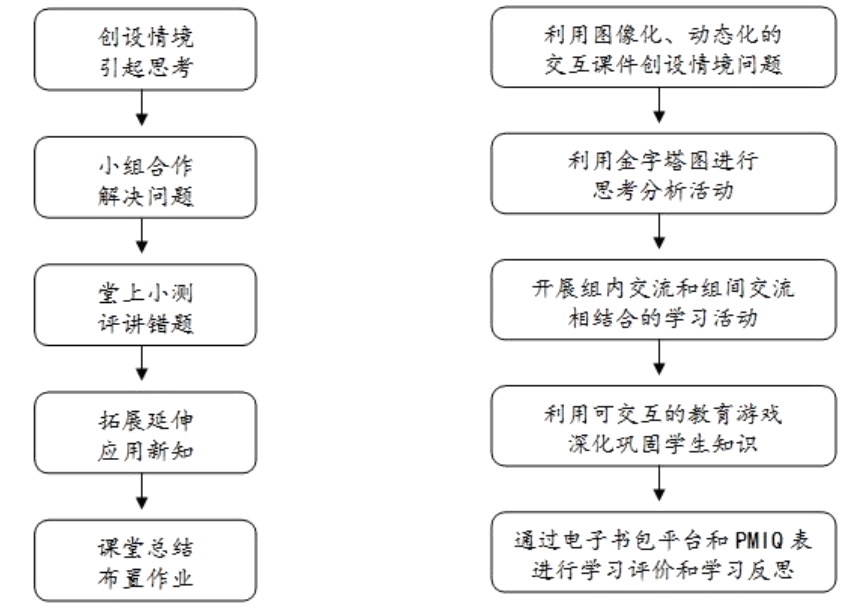 创设情境
引起思考
小组合作
解决问题
堂上小测
评讲错题
拓展延伸
应用新知
课堂总结
布置作业
利用图像化、动态化的
交互课件创设情境问题
利用金字塔图进行
思考分析活动
开展组内交流和组间交流
相结合的学习活动
利用可交互的教育游戏
深化巩固学生知识
通过电子书包平台和 PMIQ 表
进行学习评价和学习反思